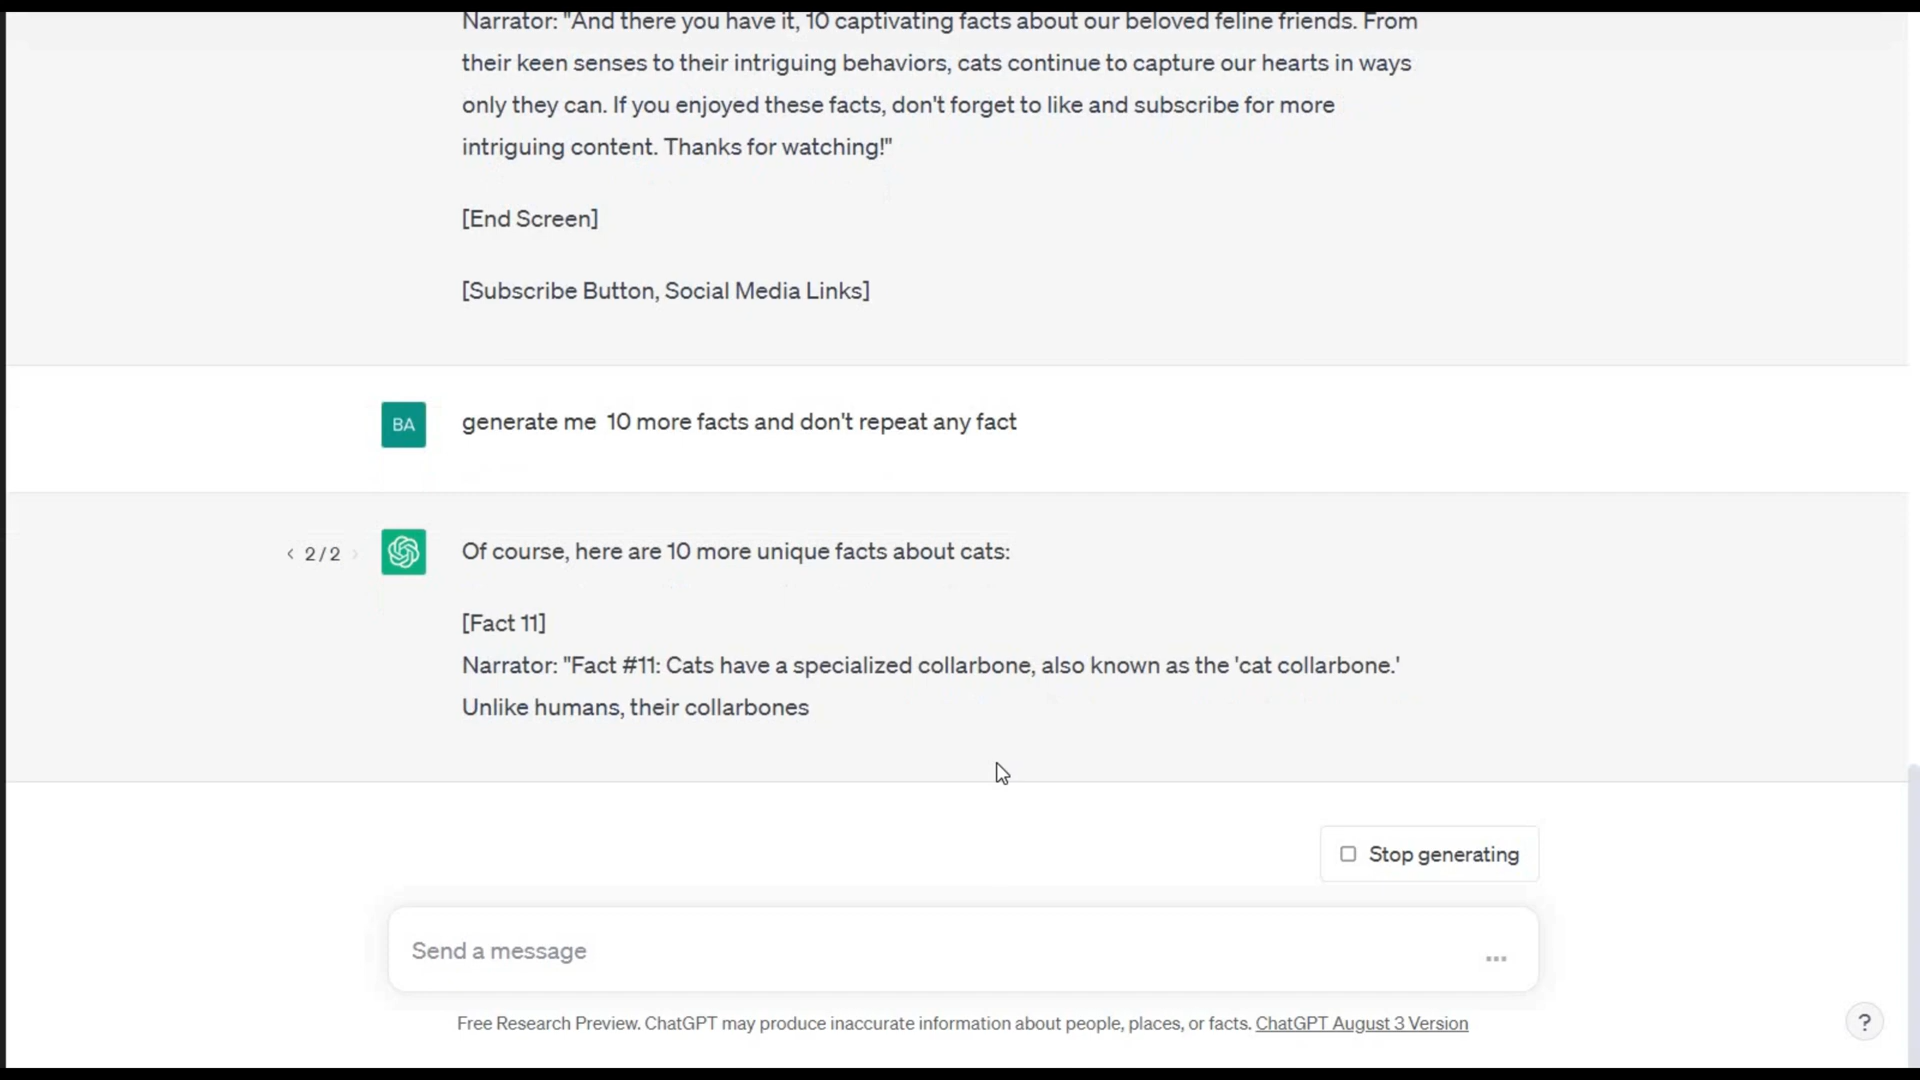 Narrator: "And there you have it, 10 captivating facts about our beloved feline friends. From
their keen senses to their intriguing behaviors, cats continue to capture our hearts in ways
only they can. If you enjoyed these facts, don't forget to like and subscribe for more
intriguing content. Thanks for watching!"
[End Screen]
[Subscribe Button, Social Media Links]
BA
generate me  10 more facts and don't repeat any fact
< 2/2 >
Of course, here are 10 more unique facts about cats:
[Fact 11]
Narrator: "Fact #11: Cats have a specialized collarbone, also known as the 'cat collarbone.'
Unlike humans, their collarbones
Stop generating
Send a message
...
Free Research Preview. ChatGPT may produce inaccurate information about people, places, or facts. ChatGPT August 3 Version
?